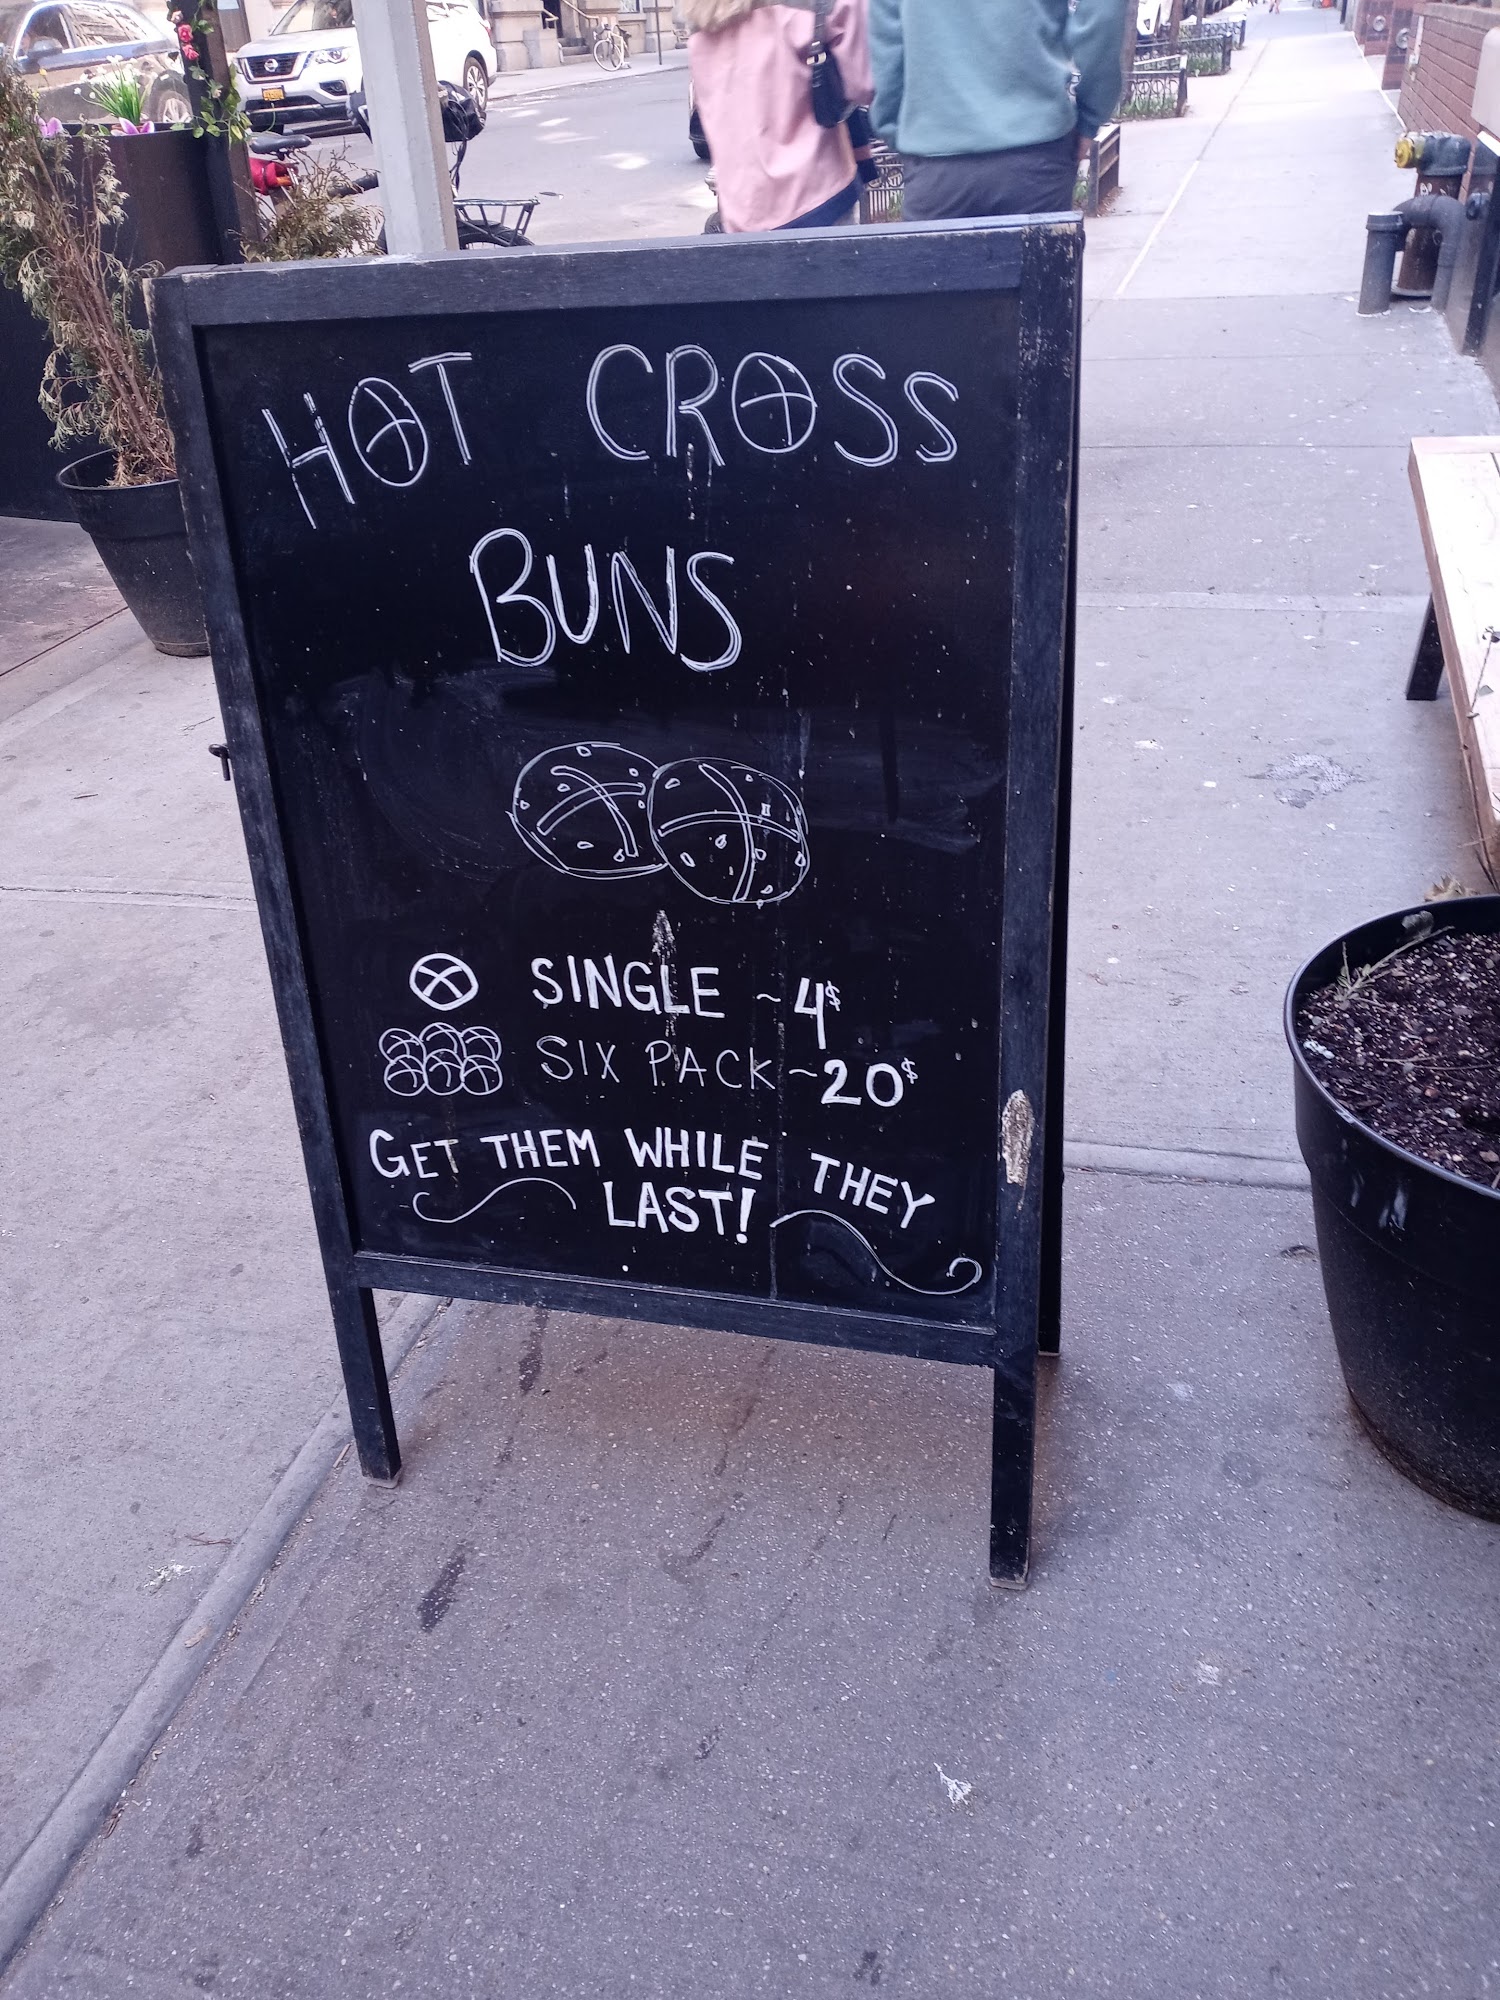 HOT CROSS
BUNS
SINGLE ~ 4$
SIX PACK ~ 20$
GET THEM WHILE THEY
LAST!